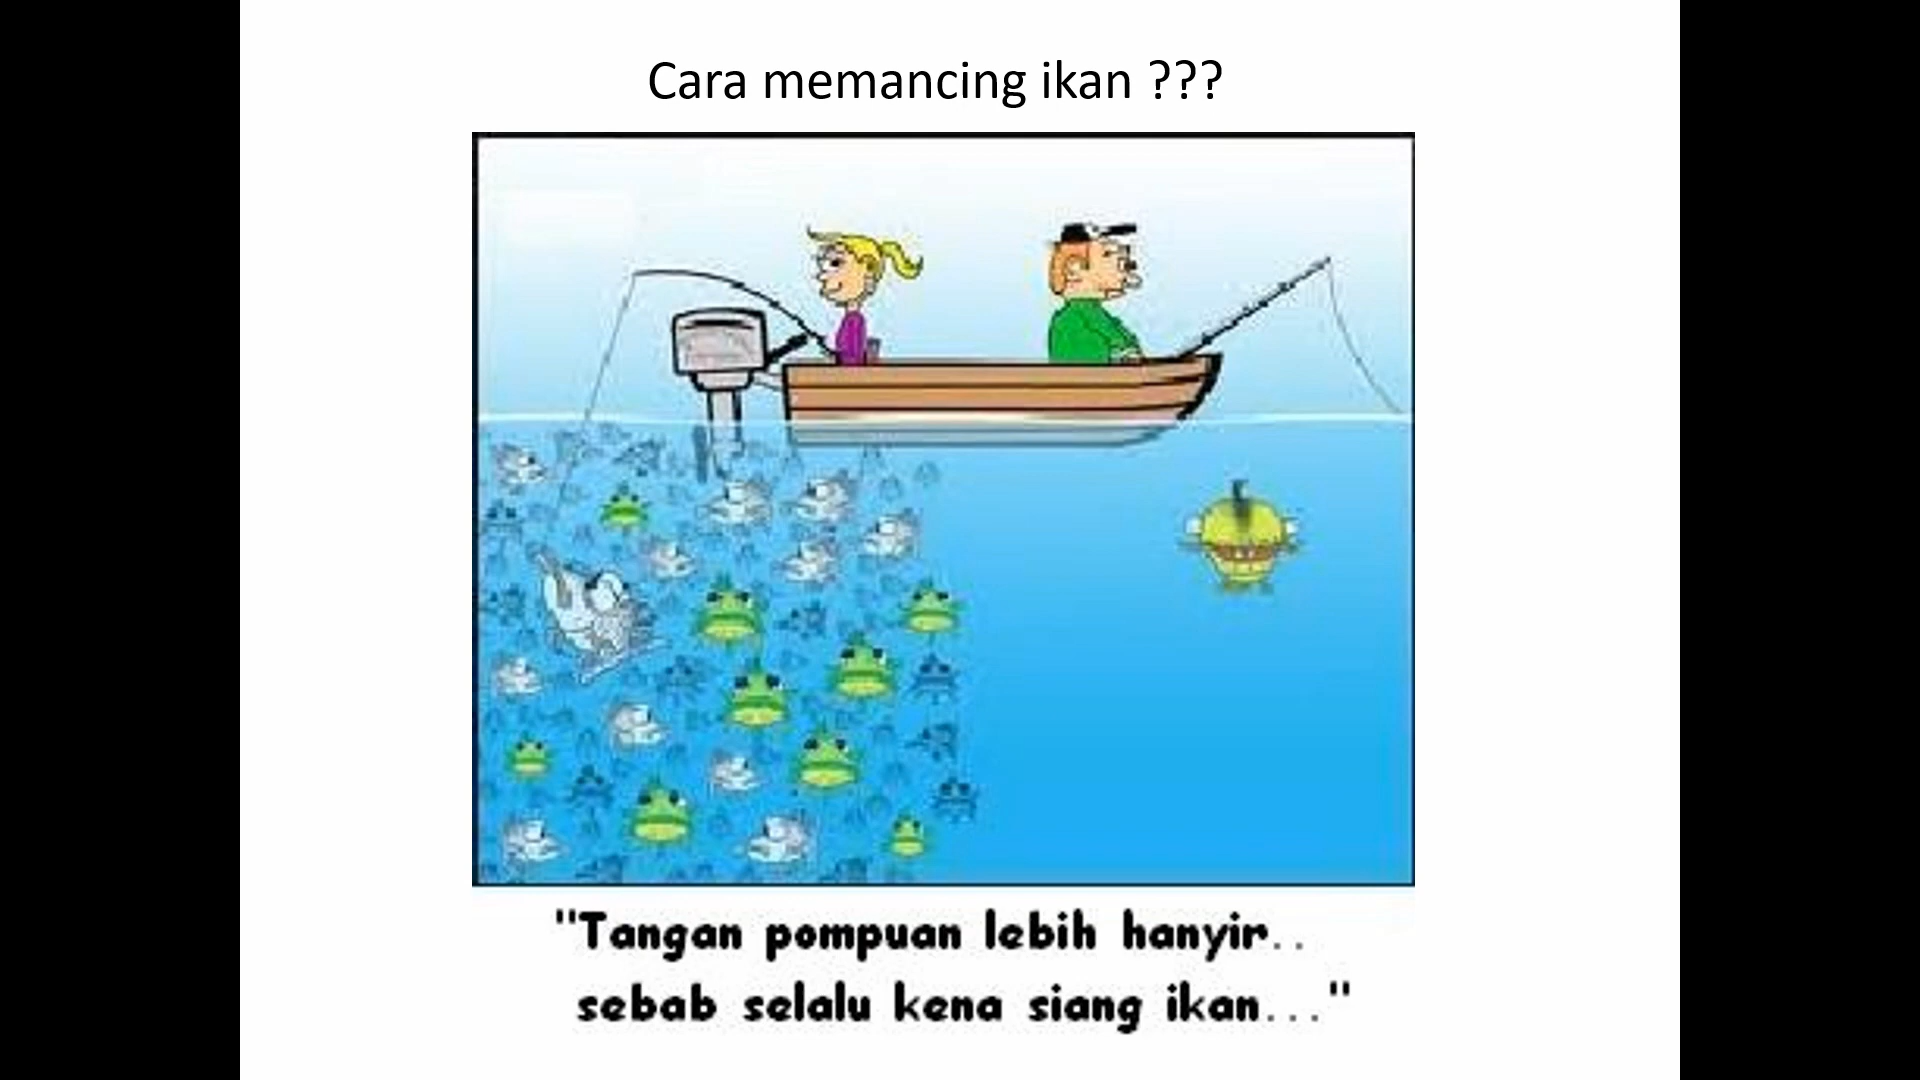 Cara memancing ikan ???
"Tangan pompuan lebih hanyir..
sebab selalu kena siang ikan..."